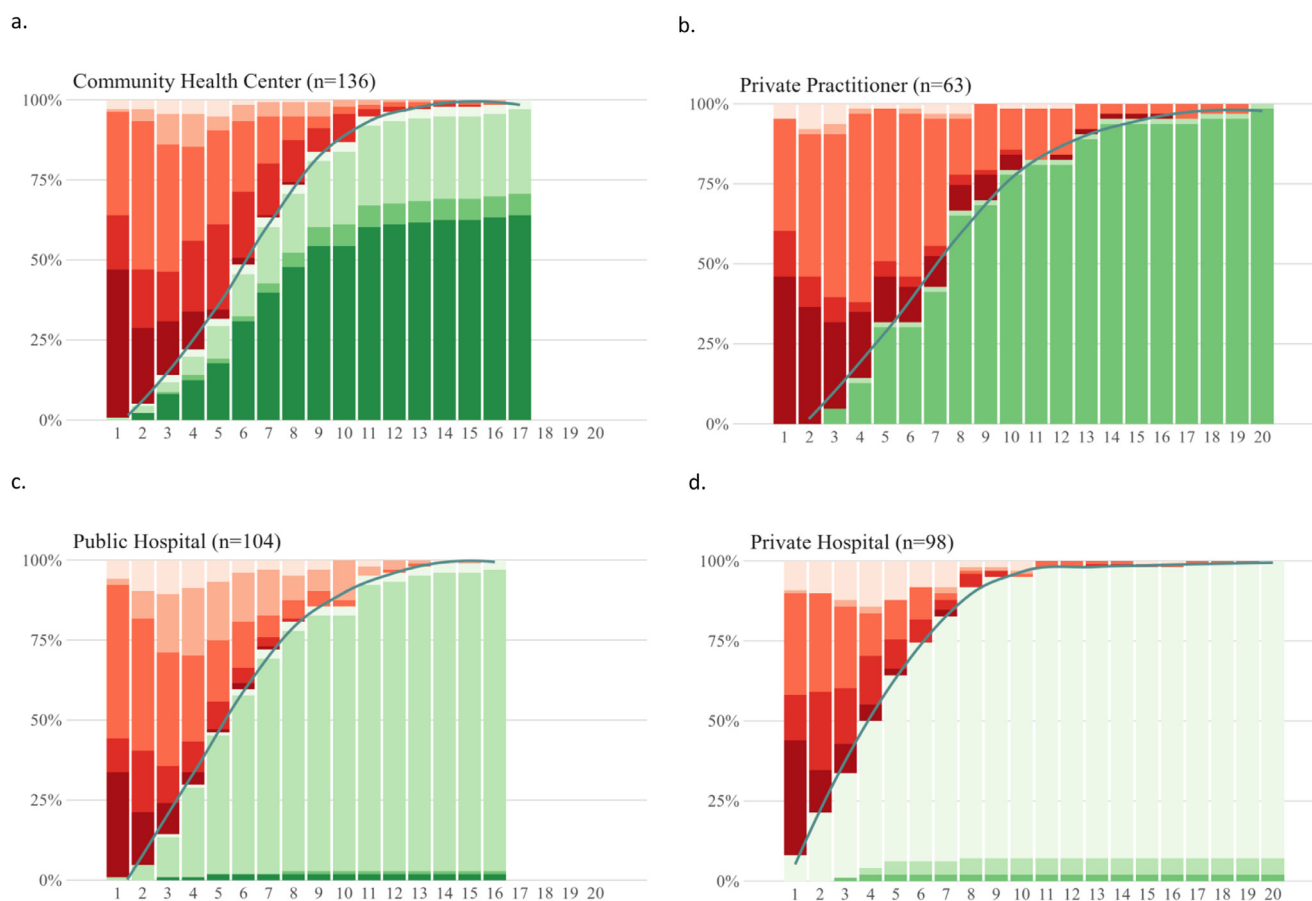 a.
Community Health Center (n=136)
100%
75%
50%
25%
0%
1 2 3 4 5 6 7 8 9 10 11 12 13 14 15 16 17 18 19 20
b.
Private Practitioner (n=63)
100%
75%
50%
25%
0%
1 2 3 4 5 6 7 8 9 10 11 12 13 14 15 16 17 18 19 20
c.
Public Hospital (n=104)
100%
75%
50%
25%
0%
1 2 3 4 5 6 7 8 9 10 11 12 13 14 15 16 17 18 19 20
d.
Private Hospital (n=98)
100%
75%
50%
25%
0%
1 2 3 4 5 6 7 8 9 10 11 12 13 14 15 16 17 18 19 20